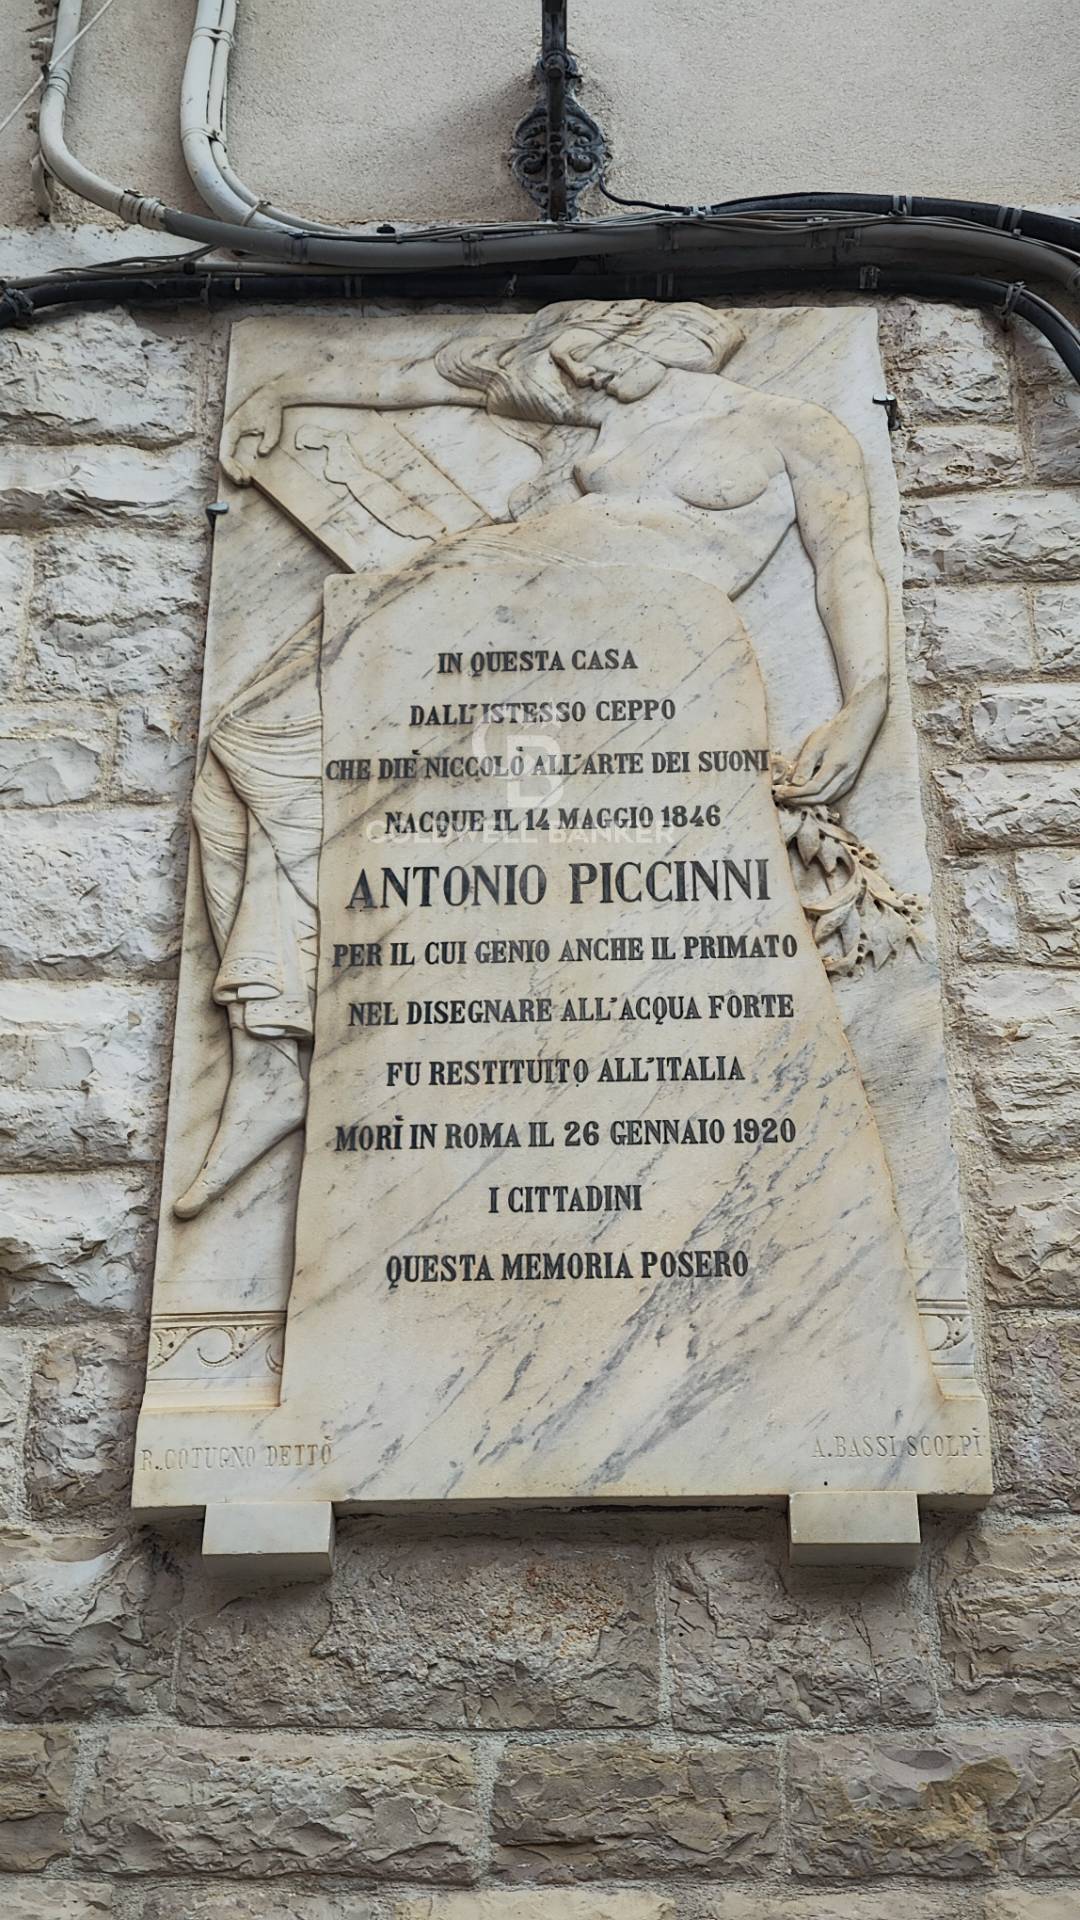 IN QUESTA CASA
DALL'ISTESSO CEPPO
CHE DIÈ NICCOLÒ ALL'ARTE DEI SUONI
NACQUE IL 14 MAGGIO 1846
COLDWELL BANKER
ANTONIO PICCINNI
PER IL CUI GENIO ANCHE IL PRIMATO
NEL DISEGNARE ALL'ACQUA FORTE
FU RESTITUITO ALL'ITALIA
MORÌ IN ROMA IL 26 GENNAIO 1920
I CITTADINI
QUESTA MEMORIA POSERO
R. COTUGNO DETTÒ
A. BASSI SCOLPÌ